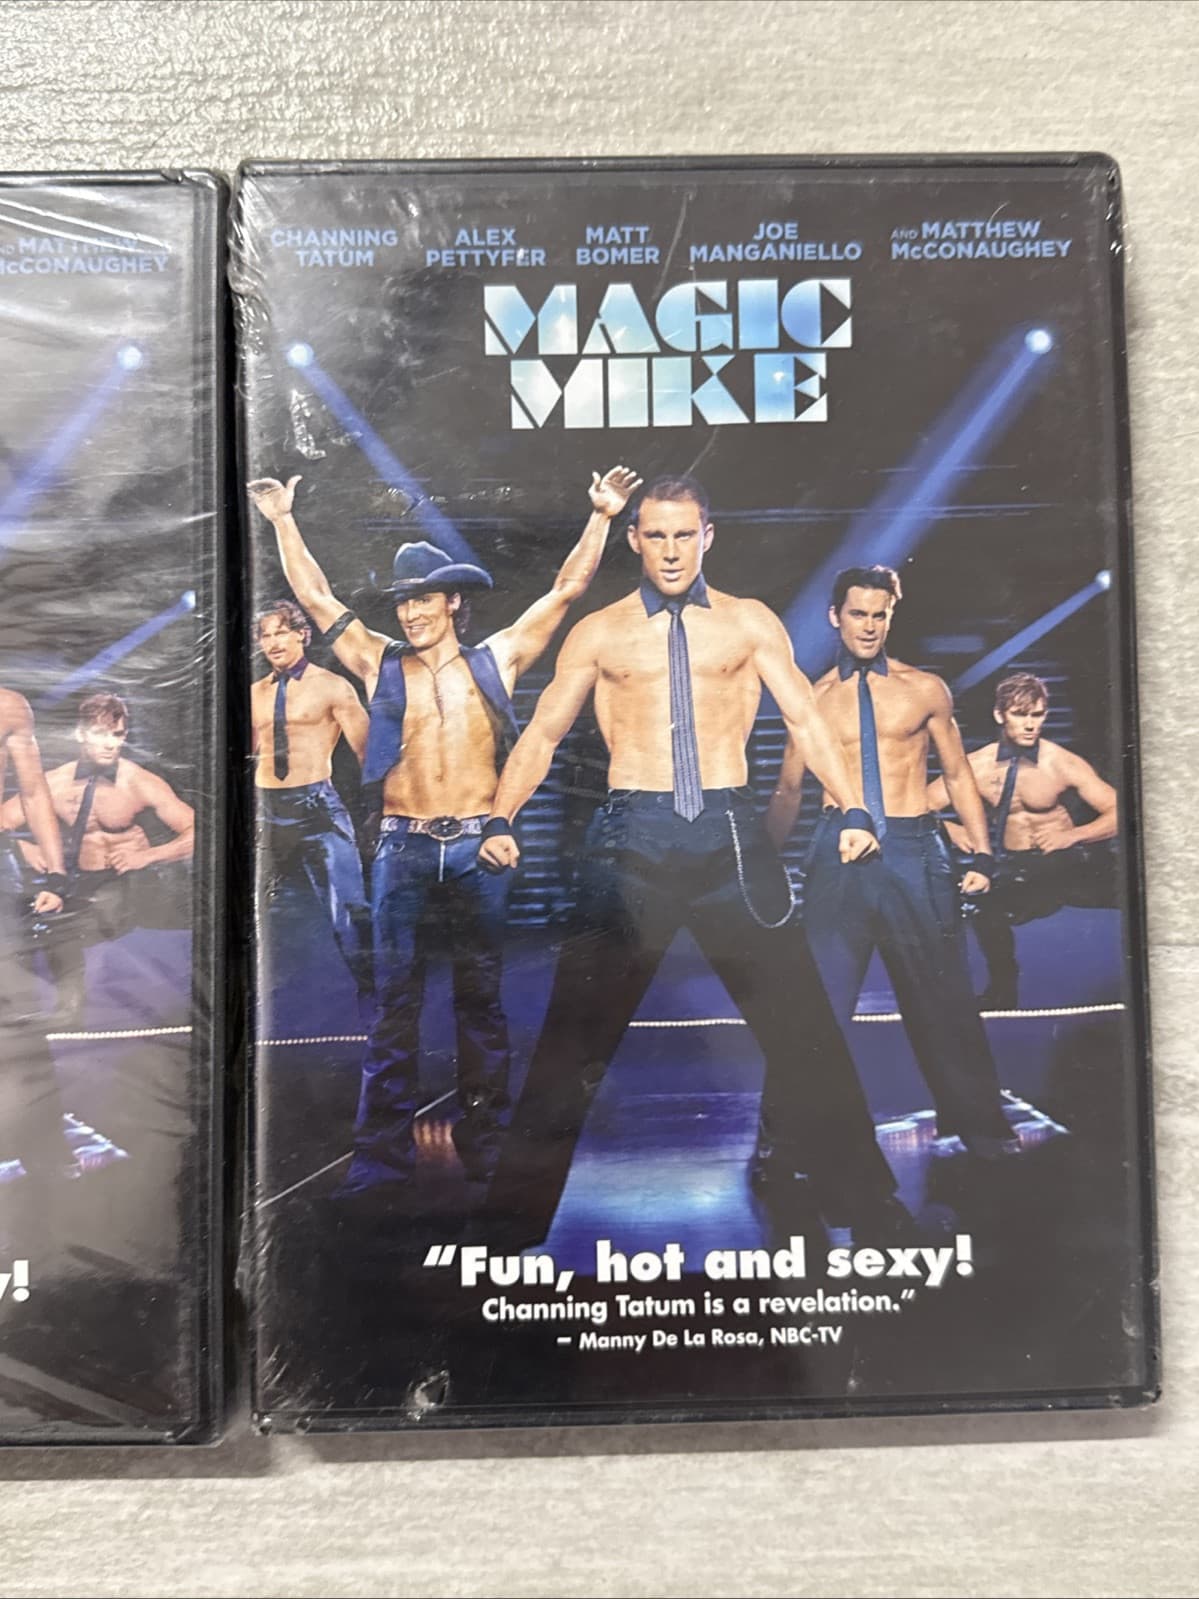 AND MATTHEW
McCONAUGHEY
y!
CHANNING
TATUM
ALEX
PETTYFER
MATT
BOMER
JOE
MANGANIELLO
AND MATTHEW
McCONAUGHEY
MAGIC
MIKE
"Fun, hot and sexy!
Channing Tatum is a revelation."
– Manny De La Rosa, NBC-TV